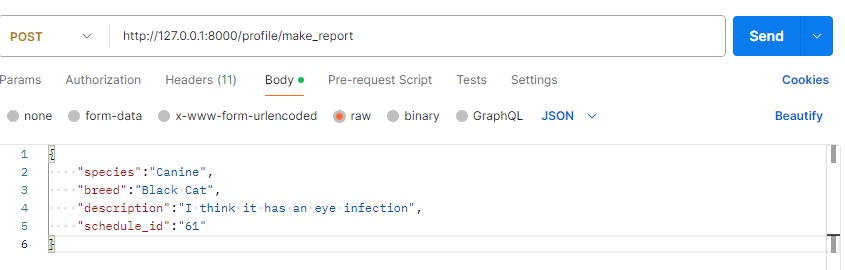 POST http://127.0.0.1:8000/profile/make_report Send
Params Authorization Headers (11) Body Pre-request Script Tests Settings Cookies
none form-data x-www-form-urlencoded raw binary GraphQL JSON Beautify
1 {
2 "species":"Canine",
3 "breed":"Black Cat",
4 "description":"I think it has an eye infection",
5 "schedule_id":"61"
6 }